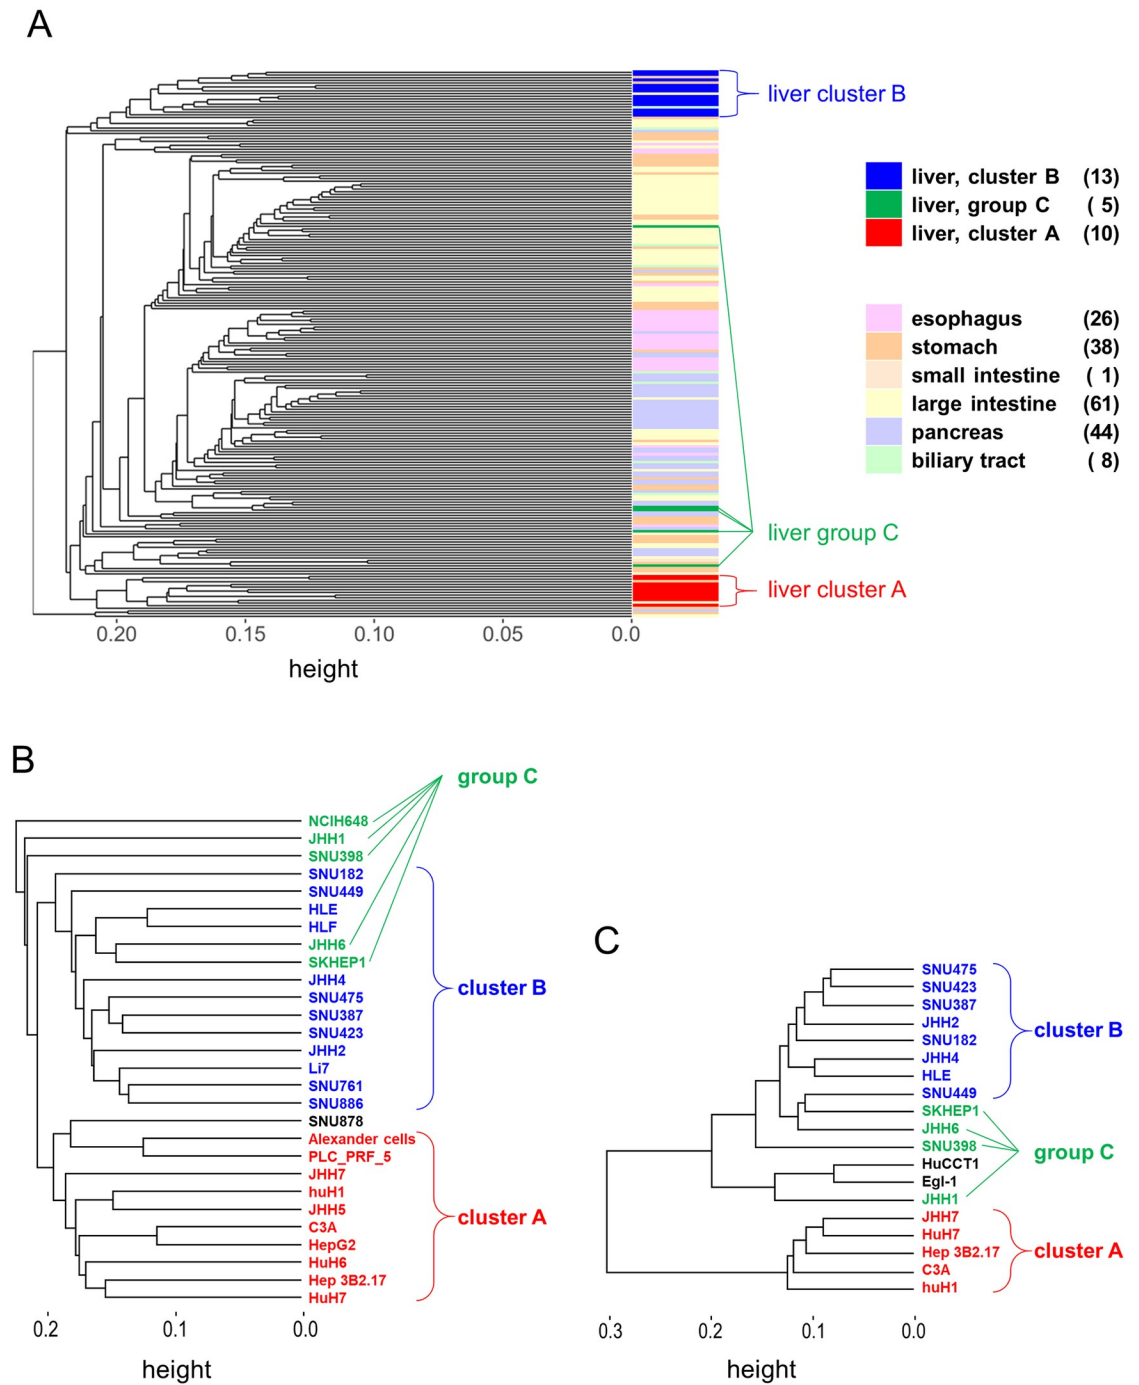 A
liver cluster B
liver, cluster B (13)
liver, group C ( 5)
liver, cluster A (10)
esophagus (26)
stomach (38)
small intestine ( 1)
large intestine (61)
pancreas (44)
biliary tract ( 8)
liver group C
liver cluster A
0.20 0.15 0.10 0.05 0.0
height
B
group C
NCIH648
JHH1
SNU398
SNU182
SNU449
HLE
HLF
JHH6
SKHEP1
JHH4
SNU475
SNU387
SNU423
JHH2
Li7
SNU761
SNU886
SNU878
Alexander cells
PLC_PRF_5
JHH7
huH1
JHH5
C3A
HepG2
HuH6
Hep 3B2.17
HuH7
cluster B
cluster A
0.2 0.1 0.0
height
C
SNU475
SNU423
SNU387
JHH2
SNU182
JHH4
HLE
SNU449
SKHEP1
JHH6
SNU398
HuCCT1
EgI-1
JHH1
JHH7
HuH7
Hep 3B2.17
C3A
huH1
cluster B
group C
cluster A
0.3 0.2 0.1 0.0
height